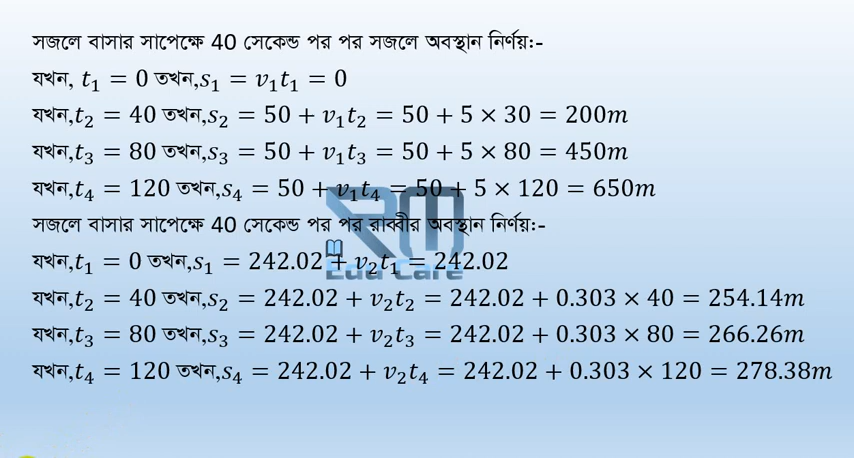 সজলে বাসার সাপেক্ষে 40 সেকেন্ড পর পর সজলে অবস্থান নির্ণয়:-
যখন, t₁ = 0 তখন,s₁ = v₁t₁ = 0
যখন,t₂ = 40 তখন,s₂ = 50 + v₁t₂ = 50 + 5 × 30 = 200m
যখন,t₃ = 80 তখন,s₃ = 50 + v₁t₃ = 50 + 5 × 80 = 450m
যখন,t₄ = 120 তখন,s₄ = 50 + v₁t₄ = 50 + 5 × 120 = 650m
RM
সজলে বাসার সাপেক্ষে 40 সেকেন্ড পর পর রাব্বীর অবস্থান নির্ণয়:-
যখন,t₁ = 0 তখন,s₁ = 242.02 + v₂t₁ = 242.02
Edu Care
যখন,t₂ = 40 তখন,s₂ = 242.02 + v₂t₂ = 242.02 + 0.303 × 40 = 254.14m
যখন,t₃ = 80 তখন,s₃ = 242.02 + v₂t₃ = 242.02 + 0.303 × 80 = 266.26m
যখন,t₄ = 120 তখন,s₄ = 242.02 + v₂t₄ = 242.02 + 0.303 × 120 = 278.38m